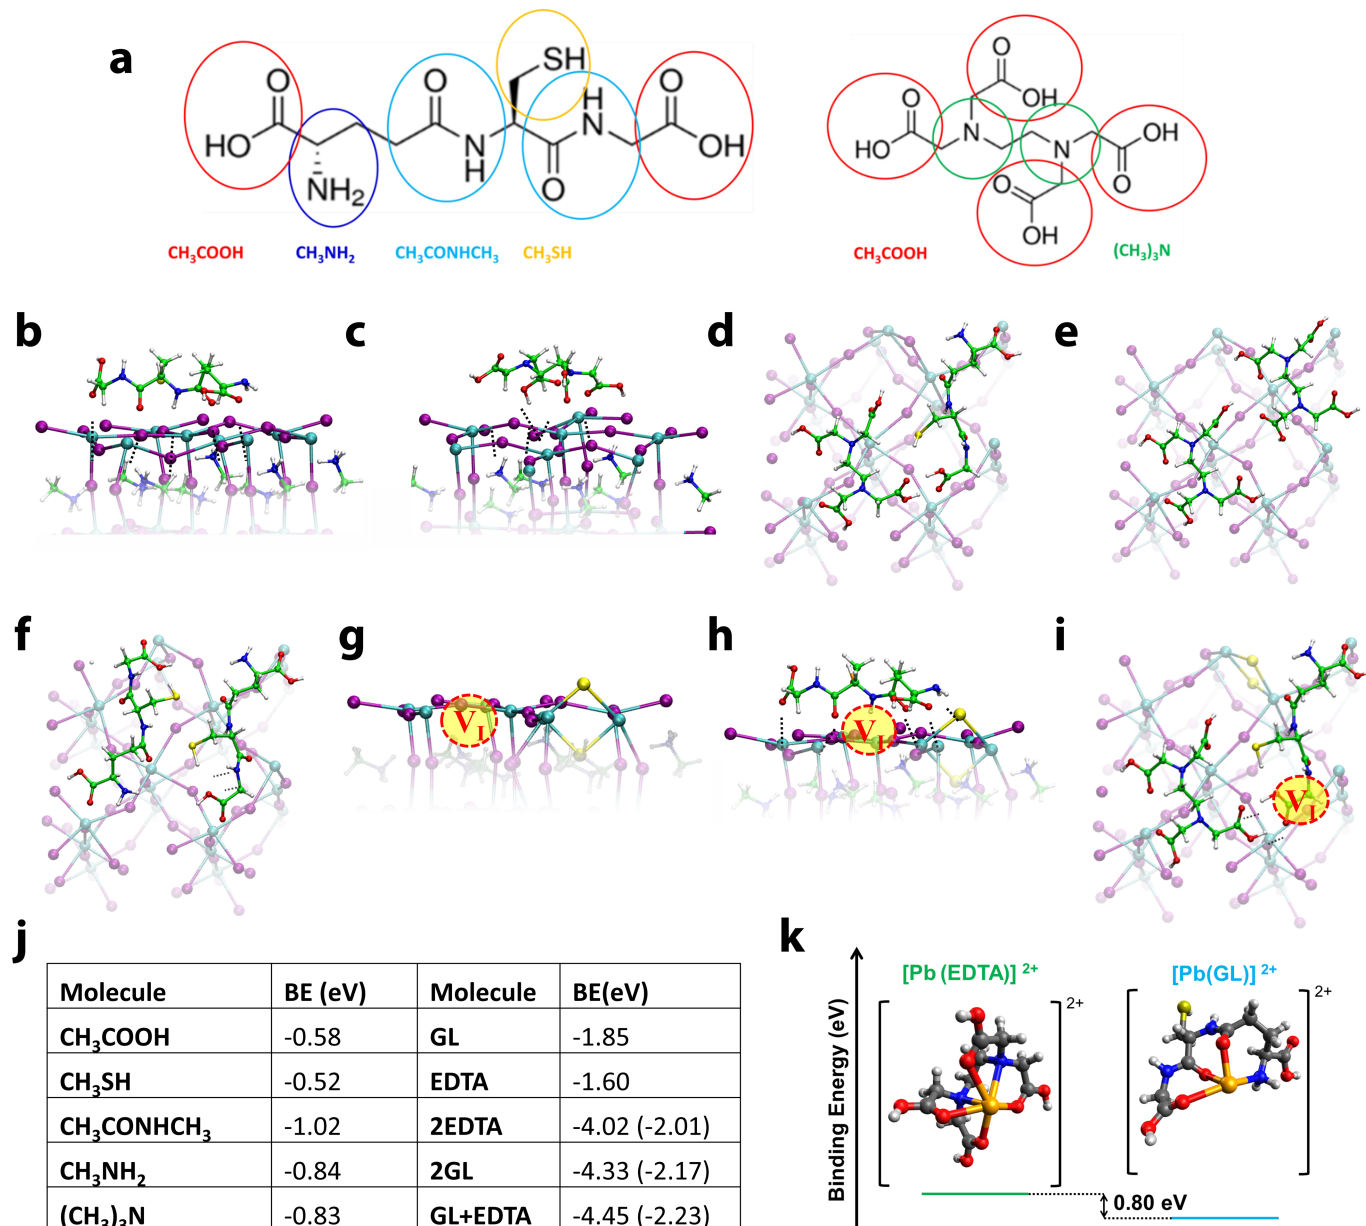 a
O
HO
NH₂
O
N
H
SH
O
H
N
O
OH
O
HO
N
O
OH
N
O
OH
O
OH
CH₃COOH CH₃NH₂ CH₃CONHCH₃ CH₃SH
CH₃COOH (CH₃)₃N
b c d e
f g h i
V_I
V_I
V_I
j
Molecule BE (eV) Molecule BE(eV)
CH₃COOH -0.58 GL -1.85
CH₃SH -0.52 EDTA -1.60
CH₃CONHCH₃ -1.02 2EDTA -4.02 (-2.01)
CH₃NH₂ -0.84 2GL -4.33 (-2.17)
(CH₃)₃N -0.83 GL+EDTA -4.45 (-2.23)
k
Binding Energy (eV)
[Pb (EDTA)] ²⁺
2+
[Pb(GL)] ²⁺
2+
0.80 eV